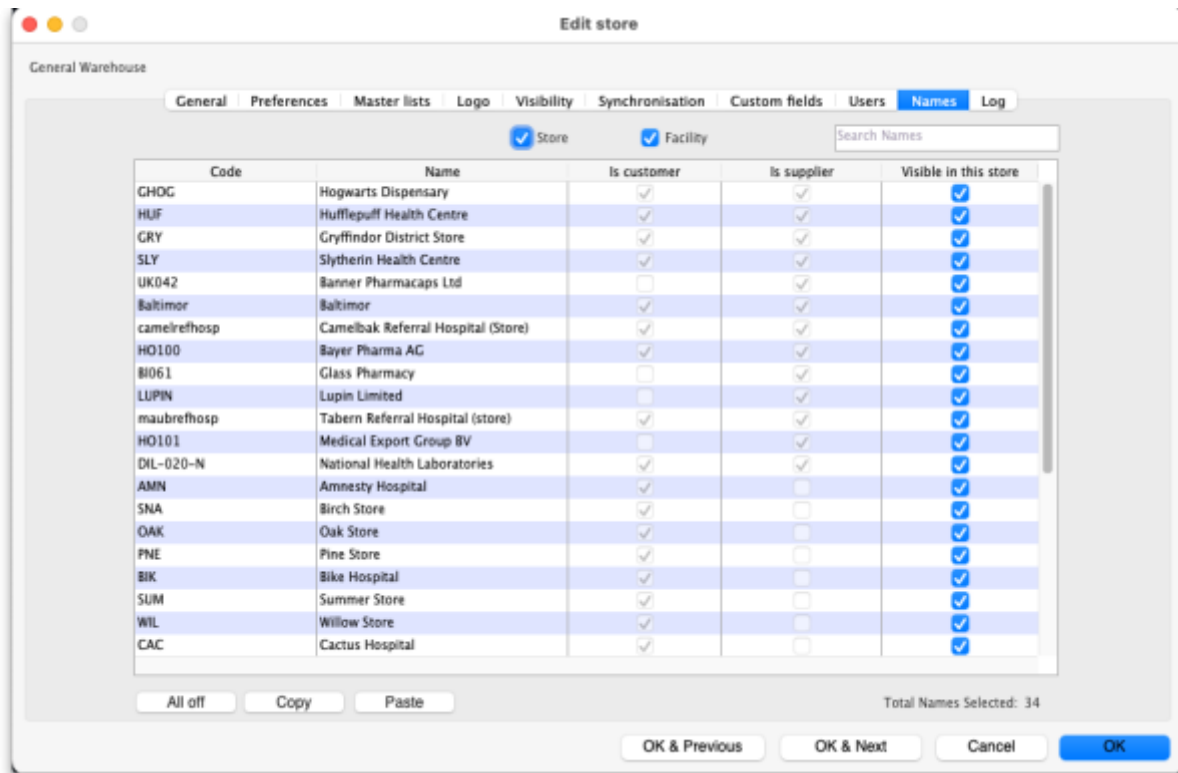 Edit store
General Warehouse
General Preferences Master lists Logo Visibility Synchronisation Custom fields Users Names Log
Store Facility Search Names
Code Name Is customer Is supplier Visible in this store
GHOG Hogwarts Dispensary
HUF Hufflepuff Health Centre
GRY Gryffindor District Store
SLY Slytherin Health Centre
UK042 Banner Pharmacaps Ltd
Baltimor Baltimor
camelrefhosp Camelbak Referral Hospital (Store)
HO100 Bayer Pharma AG
BI061 Glass Pharmacy
LUPIN Lupin Limited
maubrefhosp Tabern Referral Hospital (store)
HO101 Medical Export Group BV
DIL-020-N National Health Laboratories
AMN Amnesty Hospital
SNA Birch Store
OAK Oak Store
PNE Pine Store
BIK Bike Hospital
SUM Summer Store
WIL Willow Store
CAC Cactus Hospital
All off Copy Paste Total Names Selected: 34
OK & Previous OK & Next Cancel OK